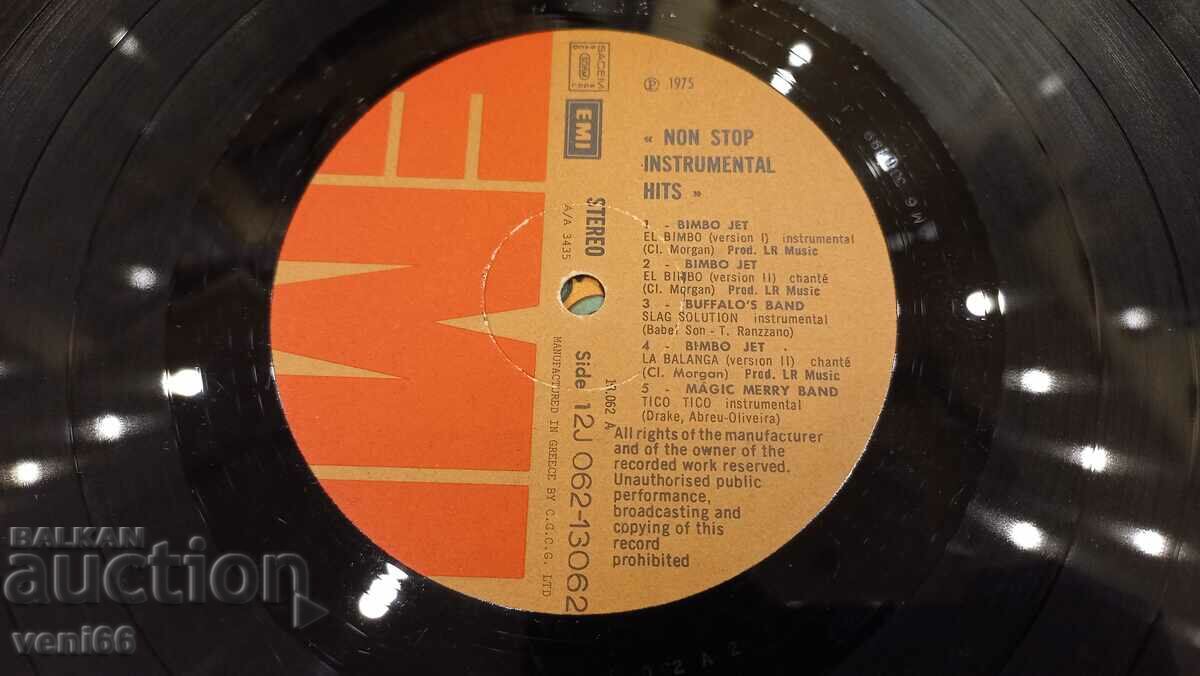 ℗ 1975
« NON STOP
INSTRUMENTAL
HITS »
1 - BIMBO JET
EL BIMBO (version I) instrumental
(Cl. Morgan) Prod. LR Music
2 - BIMBO JET
EL BIMBO (version II) chanté
(Cl. Morgan) Prod. LR Music
3 - BUFFALO'S BAND
SLAG SOLUTION instrumental
(Babel Son - T. Ranzzano)
4 - BIMBO JET
LA BALANGA (version II) chanté
(Cl. Morgan) Prod. LR Music
5 - MAGIC MERRY BAND
TICO TICO instrumental
(Drake, Abreu-Oliveira)
All rights of the manufacturer
and of the owner of the
recorded work reserved.
Unauthorised public
performance,
broadcasting and
copying of this
record
prohibited
SACEM
EMI
STEREO
A/A 3435
Side 1 2J 062-13062
M.062 A
MANUFACTURED IN GREECE BY C.G.C.G. LTD
EMI
BALKAN
auction
veni66